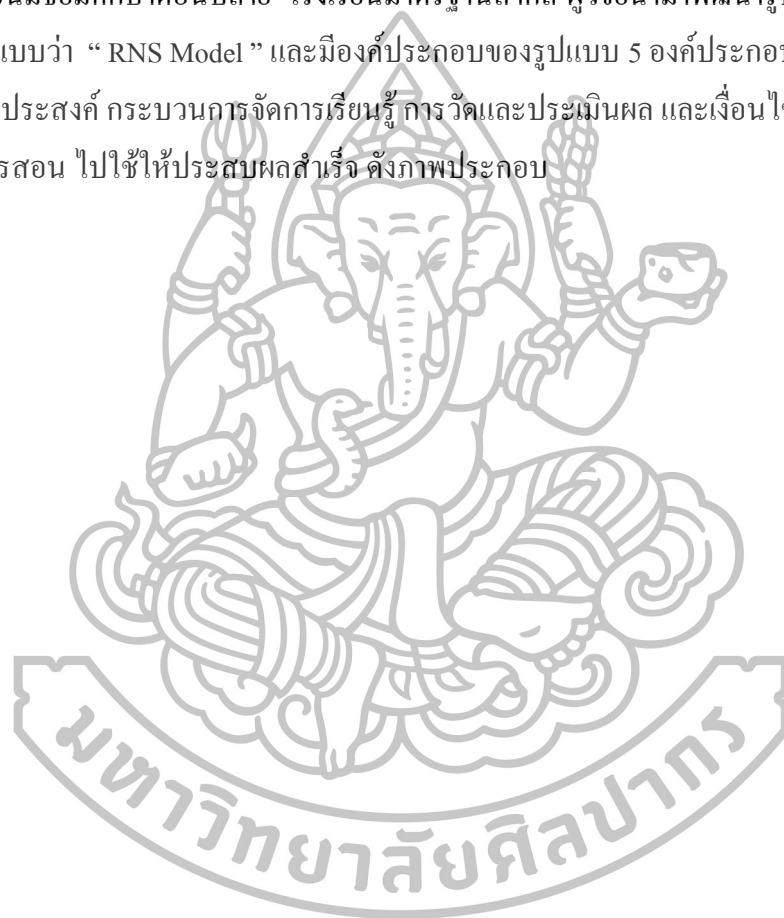 แบบว่า “ RNS Model ” และมีองค์ประกอบของรูปแบบ 5 องค์ประกอบ
ประสงค์ กระบวนการจัดการเรียนรู้ การวัดและประเมินผล และเงื่อนไข
รสอน ไปใช้ให้ประสบผลสำเร็จ ดังภาพประกอบ
มหาวิทยาลัยศิลปากร